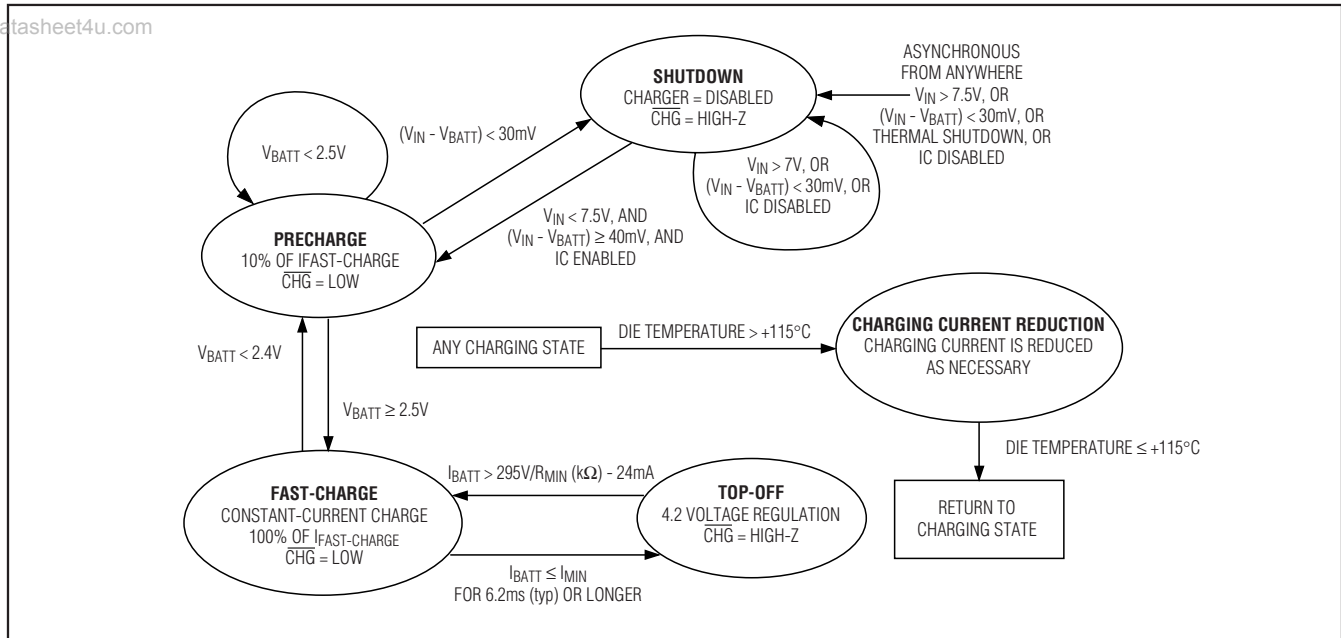 atasheet4u.com
SHUTDOWN
CHARGER = DISABLED
C̅H̅G̅ = HIGH-Z
ASYNCHRONOUS
FROM ANYWHERE
VIN > 7.5V, OR
(VIN - VBATT) < 30mV, OR
THERMAL SHUTDOWN, OR
IC DISABLED
VBATT < 2.5V
(VIN - VBATT) < 30mV
VIN > 7V, OR
(VIN - VBATT) < 30mV, OR
IC DISABLED
VIN < 7.5V, AND
(VIN - VBATT) ≥ 40mV, AND
IC ENABLED
PRECHARGE
10% OF IFAST-CHARGE
C̅H̅G̅ = LOW
VBATT < 2.4V
VBATT ≥ 2.5V
ANY CHARGING STATE
DIE TEMPERATURE > +115°C
CHARGING CURRENT REDUCTION
CHARGING CURRENT IS REDUCED
AS NECESSARY
DIE TEMPERATURE ≤ +115°C
RETURN TO
CHARGING STATE
FAST-CHARGE
CONSTANT-CURRENT CHARGE
100% OF IFAST-CHARGE
C̅H̅G̅ = LOW
IBATT > 295V/RMIN (kΩ) - 24mA
IBATT ≤ IMIN
FOR 6.2ms (typ) OR LONGER
TOP-OFF
4.2 VOLTAGE REGULATION
C̅H̅G̅ = HIGH-Z